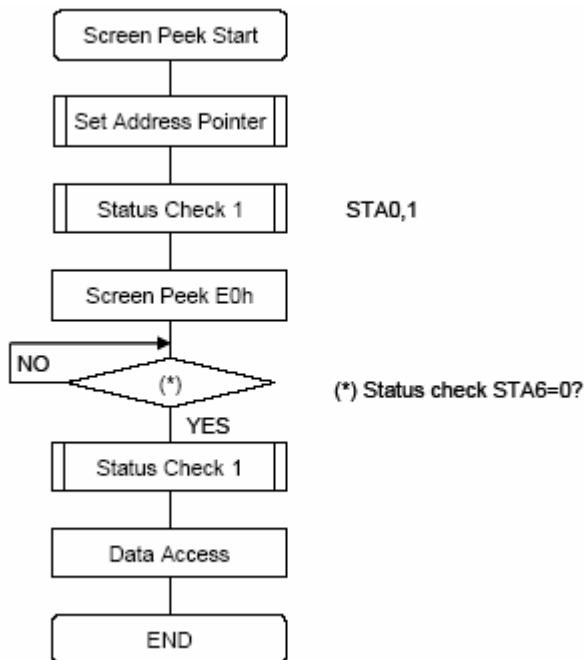 Screen Peek Start
Set Address Pointer
Status Check 1
STA0,1
Screen Peek E0h
NO
(*)
(*) Status check STA6=0?
YES
Status Check 1
Data Access
END